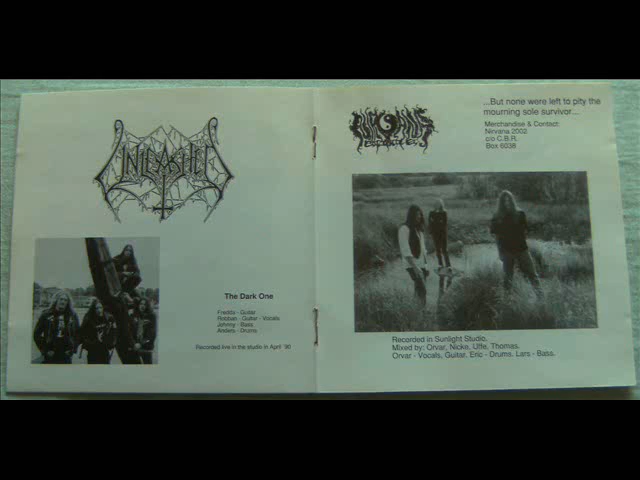 UNLEASHED
The Dark One
Fredda - Guitar
Robban - Guitar - Vocals
Johnny - Bass
Anders - Drums
Recorded live in the studio in April '90
...But none were left to pity the
mourning sole survivor....
Merchandise & Contact:
Nirvana 2002
c/o C.B.R.
Box 6038
Recorded in Sunlight Studio.
Mixed by: Orvar, Nicke, Uffe, Thomas.
Orvar - Vocals, Guitar. Eric - Drums. Lars - Bass.